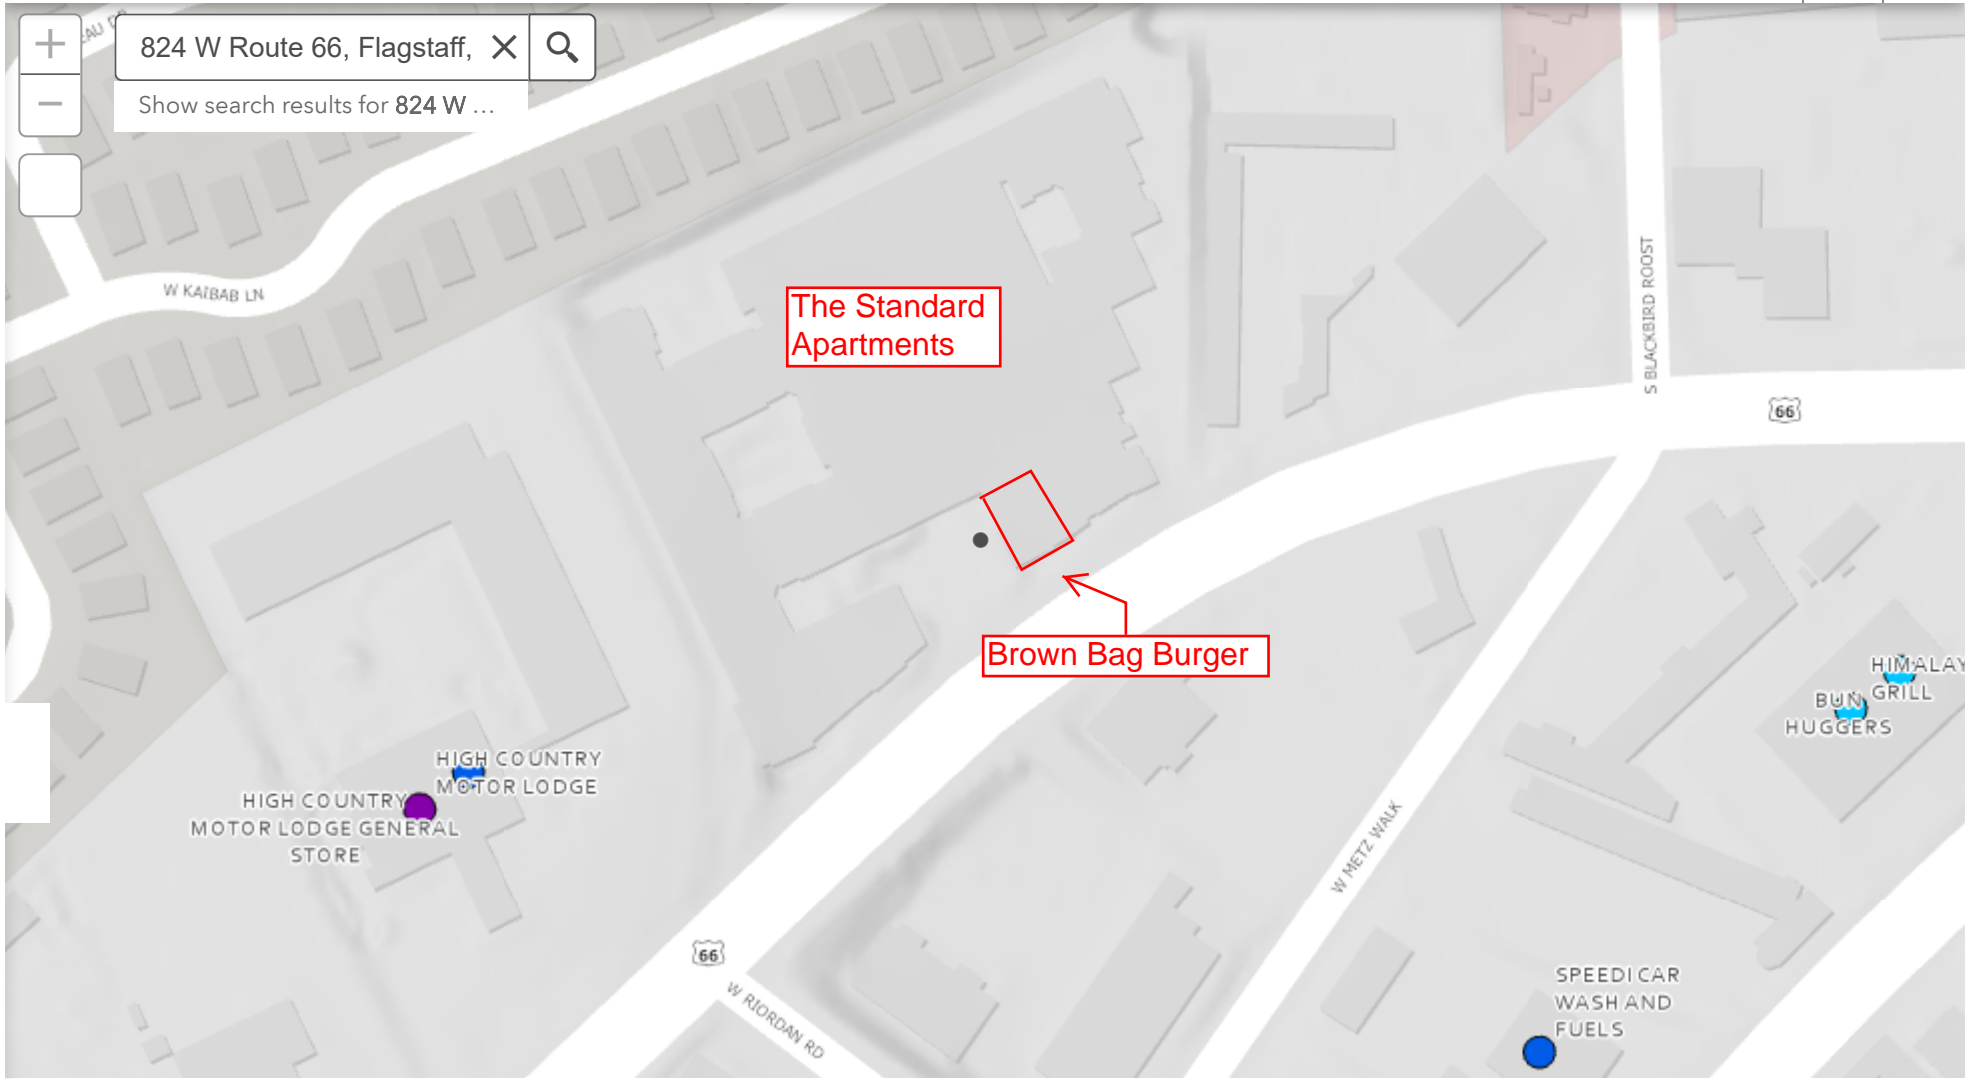 EAU DR
824 W Route 66, Flagstaff,
Show search results for 824 W ...
W KAIBAB LN
The Standard
Apartments
S BLACKBIRD ROOST
66
Brown Bag Burger
HIMALAY
GRILL
BUN
HUGGERS
HIGH COUNTRY
MOTOR LODGE
HIGH COUNTRY
MOTOR LODGE GENERAL
STORE
W METZ WALK
66
W RIORDAN RD
SPEEDI CAR
WASH AND
FUELS